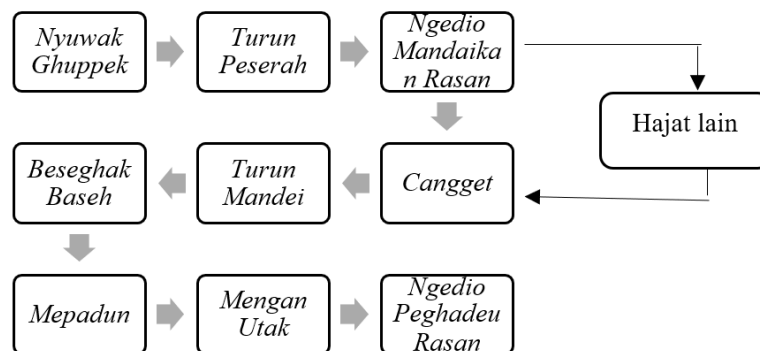 Nyuwak
Ghuppek
Turun
Peserah
Ngedio
Mandaika
n Rasan
Hajat lain
Cangget
Turun
Mandei
Beseghak
Baseh
Mepadun
Mengan
Utak
Ngedio
Peghadeu
Rasan